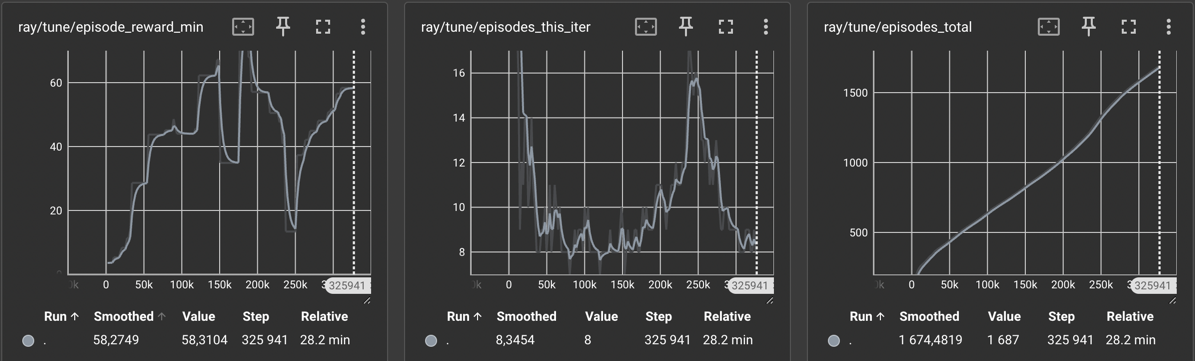 ray/tune/episode_reward_min
60
40
20
0 50k 100k 150k 200k 250k 325941
Run ↑ Smoothed ↑ Value Step Relative
. 58,2749 58,3104 325 941 28.2 min
ray/tune/episodes_this_iter
16
14
12
10
8
0 50k 100k 150k 200k 250k 325941
Run ↑ Smoothed Value Step Relative
. 8,3454 8 325 941 28.2 min
ray/tune/episodes_total
1500
1000
500
0 50k 100k 150k 200k 250k 325941
Run ↑ Smoothed Value Step Relative
. 1 674,4819 1 687 325 941 28.2 min